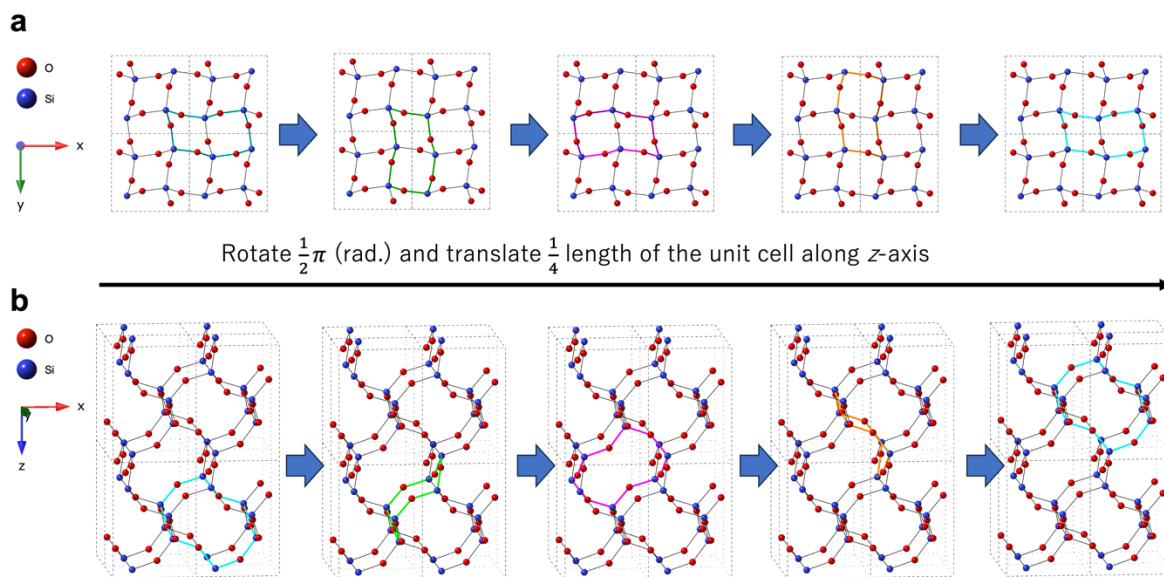 a
O
Si
x
y
Rotate 1/2 π (rad.) and translate 1/4 length of the unit cell along z-axis
b
O
Si
x
y
z